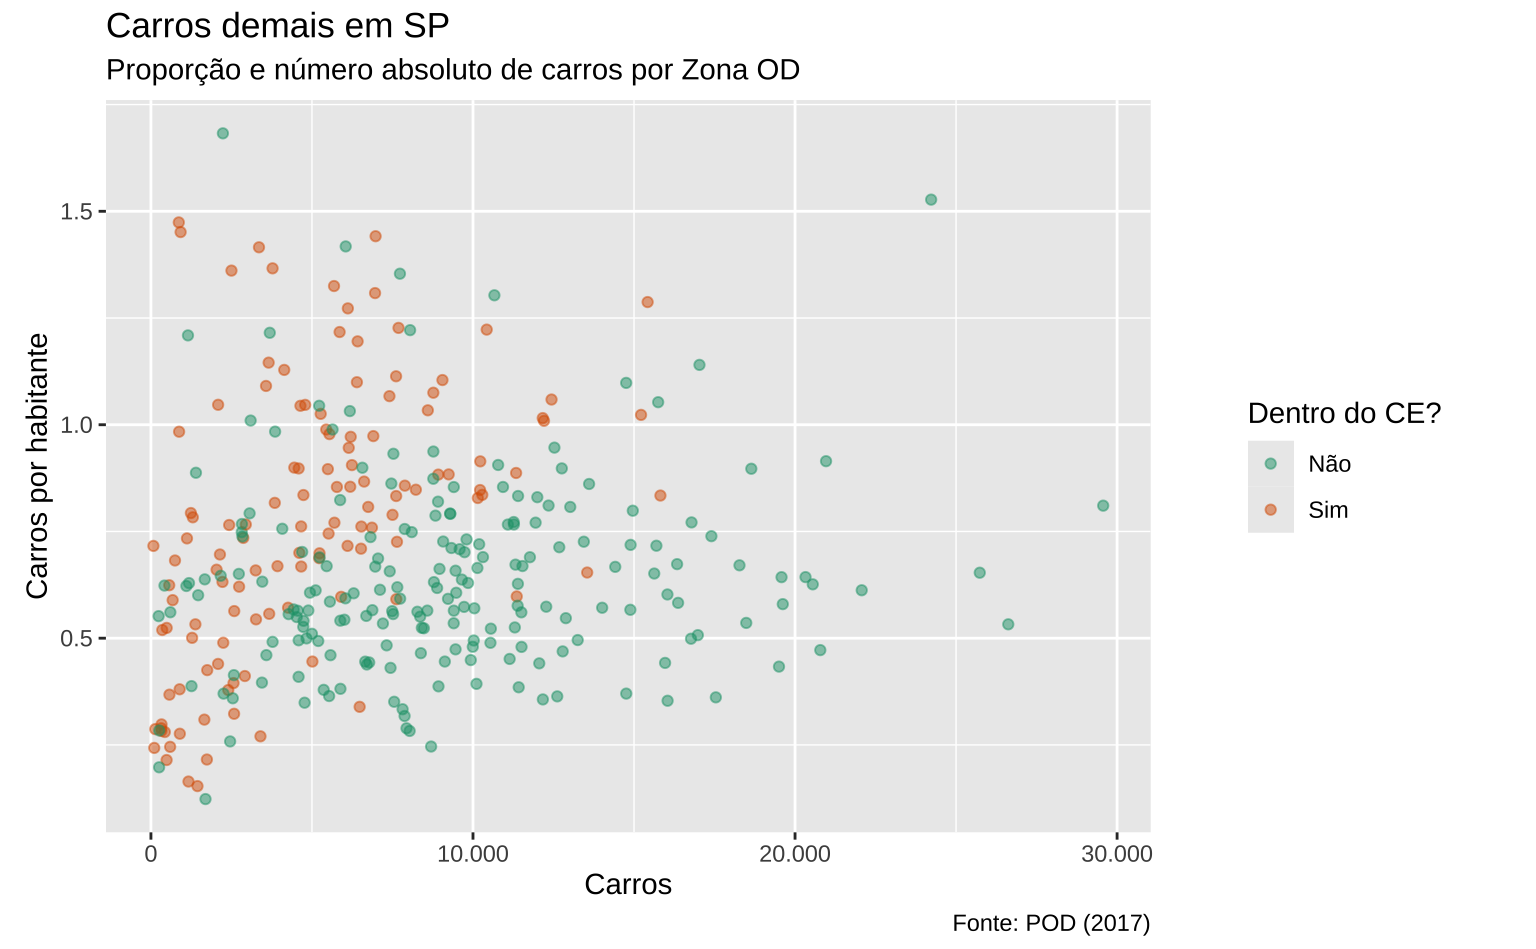 Carros demais em SP
Proporção e número absoluto de carros por Zona OD
Carros por habitante
1.5
1.0
0.5
0
10.000
20.000
30.000
Carros
Dentro do CE?
Não
Sim
Fonte: POD (2017)